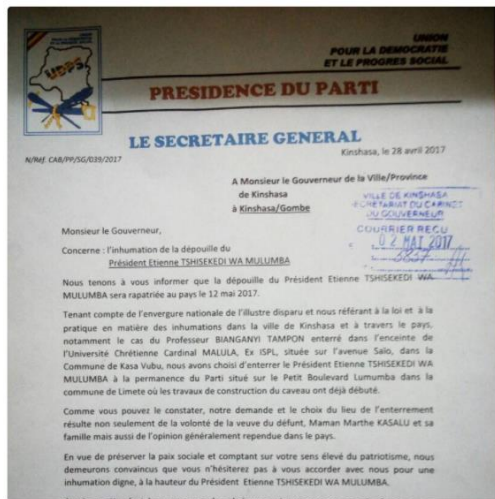 UNION
POUR LA DEMOCRATIE
ET LE PROGRES SOCIAL
UDPS
PRESIDENCE DU PARTI
LE SECRETAIRE GENERAL
Kinshasa, le 28 avril 2017
N/Réf. CAB/PP/SG/039/2017
A Monsieur le Gouverneur de la Ville/Province
de Kinshasa
à Kinshasa/Gombe
VILLE DE KINSHASA
SECRETARIAT DU CABINET
DU GOUVERNEUR
COURRIER RECU
02 MAI 2017
Monsieur le Gouverneur,
Concerne : l'inhumation de la dépouille du
Président Etienne TSHISEKEDI WA MULUMBA
Nous tenons à vous informer que la dépouille du Président Etienne TSHISEKEDI WA
MULUMBA sera rapatriée au pays le 12 mai 2017.
Tenant compte de l'envergure nationale de l'illustre disparu et nous référant à la loi et à la
pratique en matière des inhumations dans la ville de Kinshasa et à travers le pays,
notamment le cas du Professeur BIANGANYI TAMPON enterré dans l'enceinte de
l'Université Chrétienne Cardinal MALULA, Ex ISPL, située sur l'avenue Saïo, dans la
Commune de Kasa Vubu, nous avons choisi d'enterrer le Président Etienne TSHISEKEDI WA
MULUMBA à la permanence du Parti situé sur le Petit Boulevard Lumumba dans la
commune de Limete où les travaux de construction du caveau ont déjà débuté.
Comme vous pouvez le constater, notre demande et le choix du lieu de l'enterrement
résulte non seulement de la volonté de la veuve du défunt, Maman Marthe KASALU et sa
famille mais aussi de l'opinion généralement rependue dans le pays.
En vue de préserver la paix sociale et comptant sur votre sens élevé du patriotisme, nous
demeurons convaincus que vous n'hésiterez pas à vous accorder avec nous pour une
inhumation digne, à la hauteur du Président Etienne TSHISEKEDI WA MULUMBA.